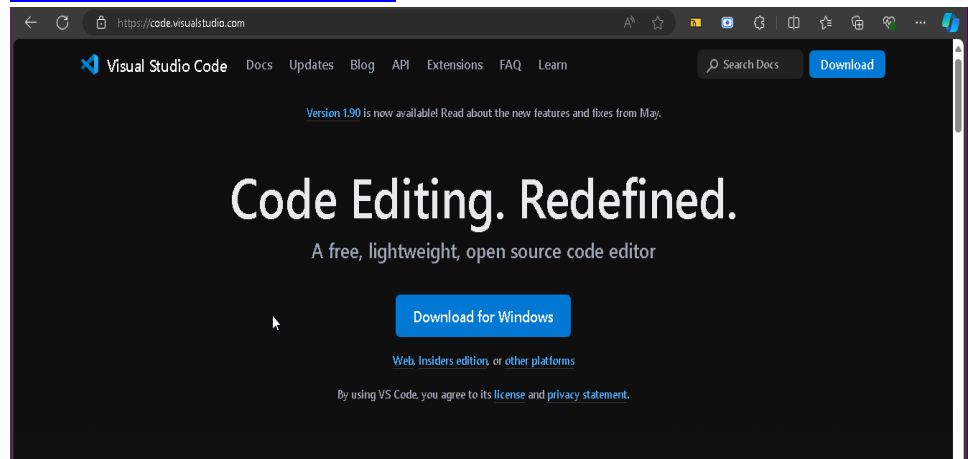 https://code.visualstudio.com
Visual Studio Code Docs Updates Blog API Extensions FAQ Learn Search Docs Download
Version 1.90 is now available! Read about the new features and fixes from May.
Code Editing. Redefined.
A free, lightweight, open source code editor
Download for Windows
Web, Insiders edition, or other platforms
By using VS Code, you agree to its license and privacy statement.